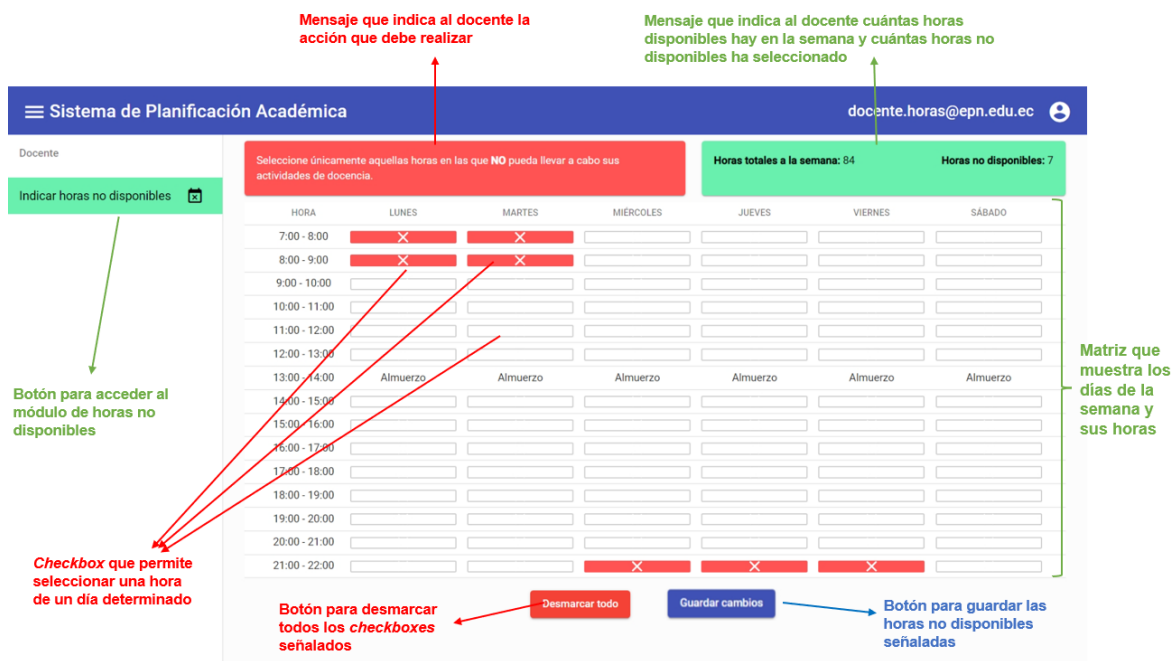 Mensaje que indica al docente la
acción que debe realizar
Mensaje que indica al docente cuántas horas
disponibles hay en la semana y cuántas horas no
disponibles ha seleccionado
Sistema de Planificación Académica
docente.horas@epn.edu.ec
Docente
Indicar horas no disponibles
Seleccione únicamente aquellas horas en las que NO pueda llevar a cabo sus
actividades de docencia.
Horas totales a la semana: 84 Horas no disponibles: 7
HORA LUNES MARTES MIÉRCOLES JUEVES VIERNES SÁBADO
7:00 - 8:00
8:00 - 9:00
9:00 - 10:00
10:00 - 11:00
11:00 - 12:00
12:00 - 13:00
13:00 - 14:00 Almuerzo Almuerzo Almuerzo Almuerzo Almuerzo Almuerzo
14:00 - 15:00
15:00 - 16:00
16:00 - 17:00
17:00 - 18:00
18:00 - 19:00
19:00 - 20:00
20:00 - 21:00
21:00 - 22:00
Desmarcar todo
Guardar cambios
Botón para acceder al
módulo de horas no
disponibles
Checkbox que permite
seleccionar una hora
de un día determinado
Botón para desmarcar
todos los checkboxes
señalados
Botón para guardar las
horas no disponibles
señaladas
Matriz que
muestra los
días de la
semana y
sus horas